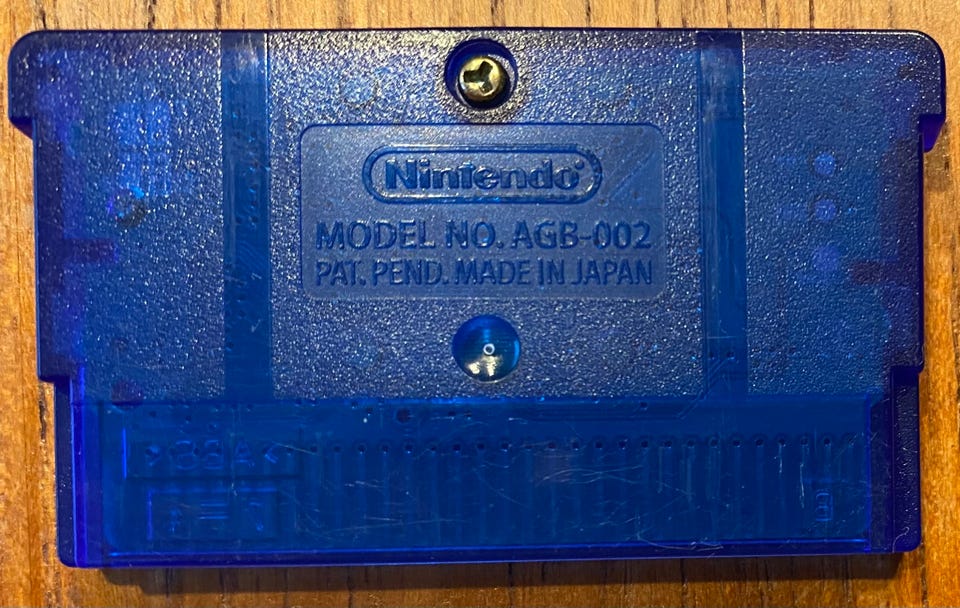 Nintendo
MODEL NO. AGB-002
PAT. PEND. MADE IN JAPAN